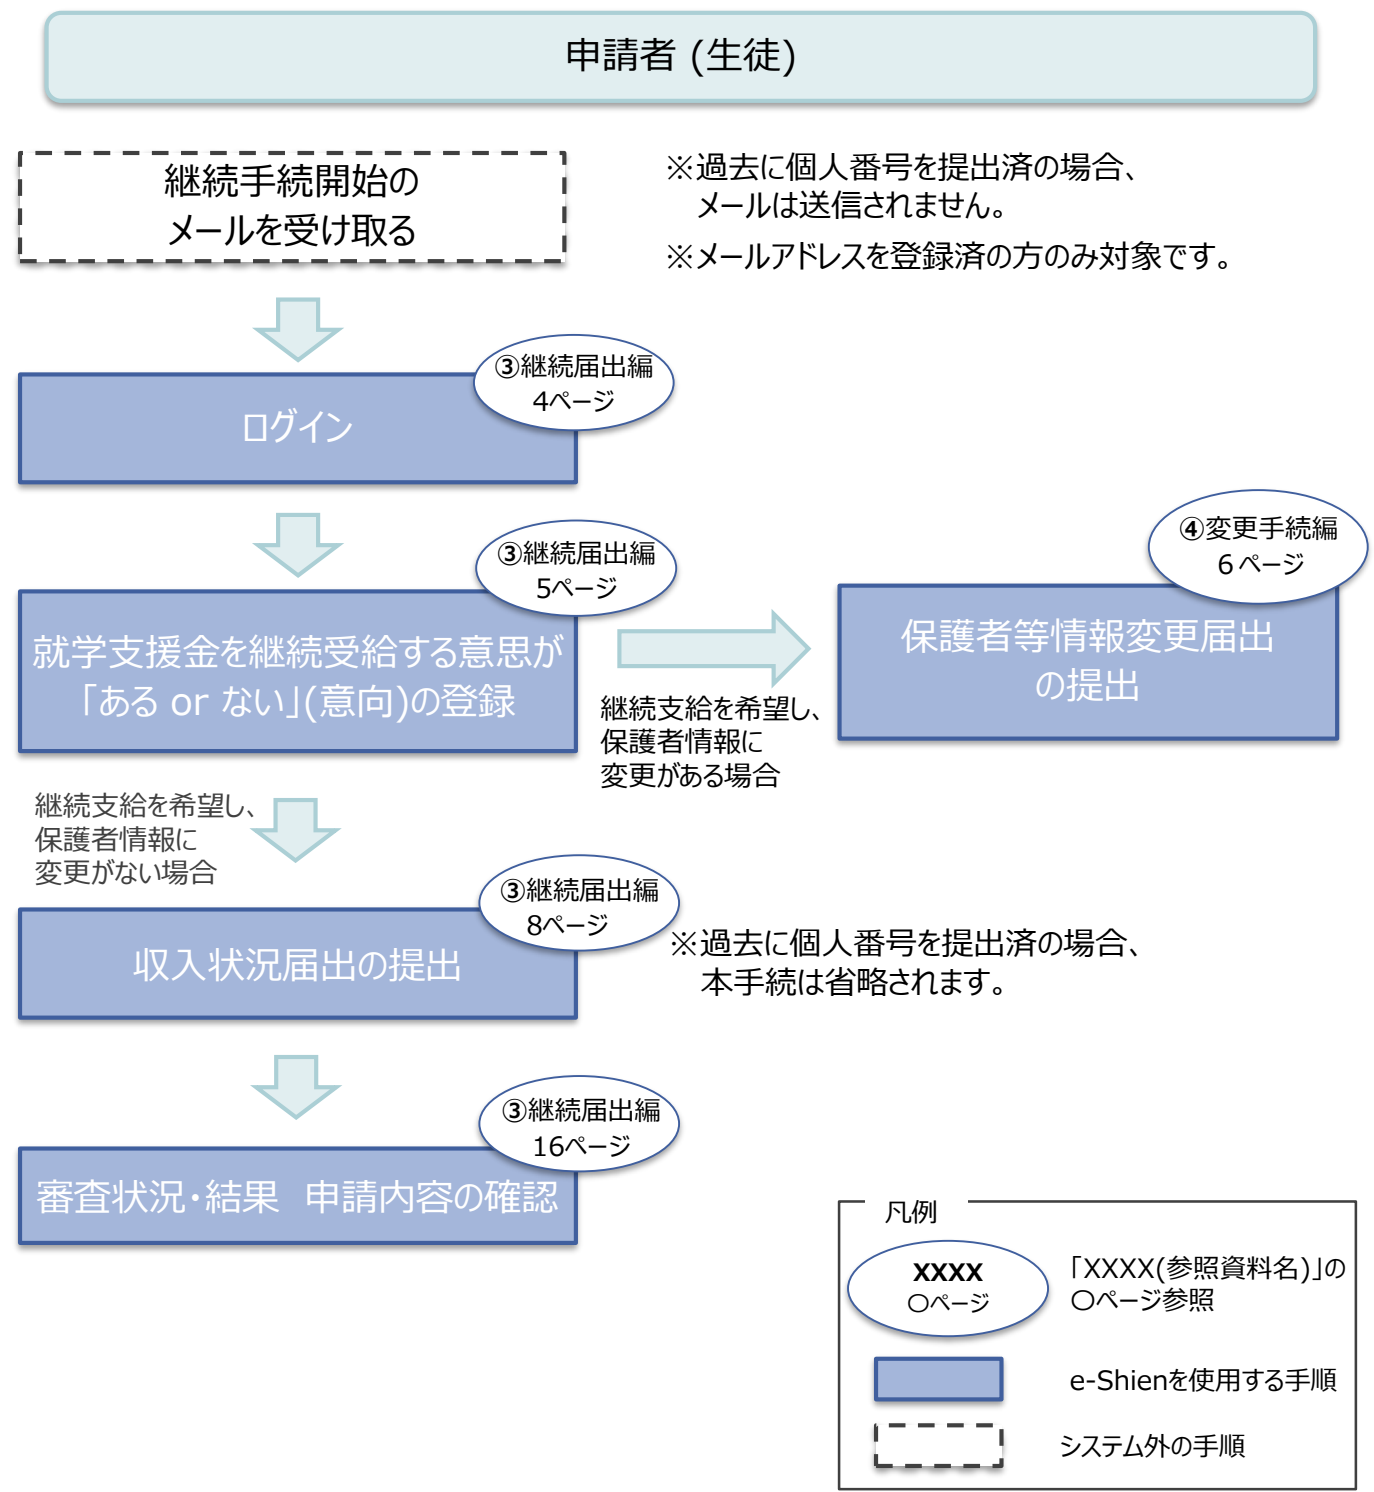 申請者 (生徒)
継続手続開始の
メールを受け取る
※過去に個人番号を提出済の場合、
メールは送信されません。
※メールアドレスを登録済の方のみ対象です。
③継続届出編
4ページ
ログイン
③継続届出編
5ページ
就学支援金を継続受給する意思が
「ある or ない」(意向)の登録
継続支給を希望し、
保護者情報に
変更がある場合
④変更手続編
６ページ
保護者等情報変更届出
の提出
継続支給を希望し、
保護者情報に
変更がない場合
③継続届出編
8ページ
収入状況届出の提出
※過去に個人番号を提出済の場合、
本手続は省略されます。
③継続届出編
16ページ
審査状況・結果　申請内容の確認
凡例
XXXX
〇ページ
「XXXX(参照資料名)」の
〇ページ参照
e-Shienを使用する手順
システム外の手順